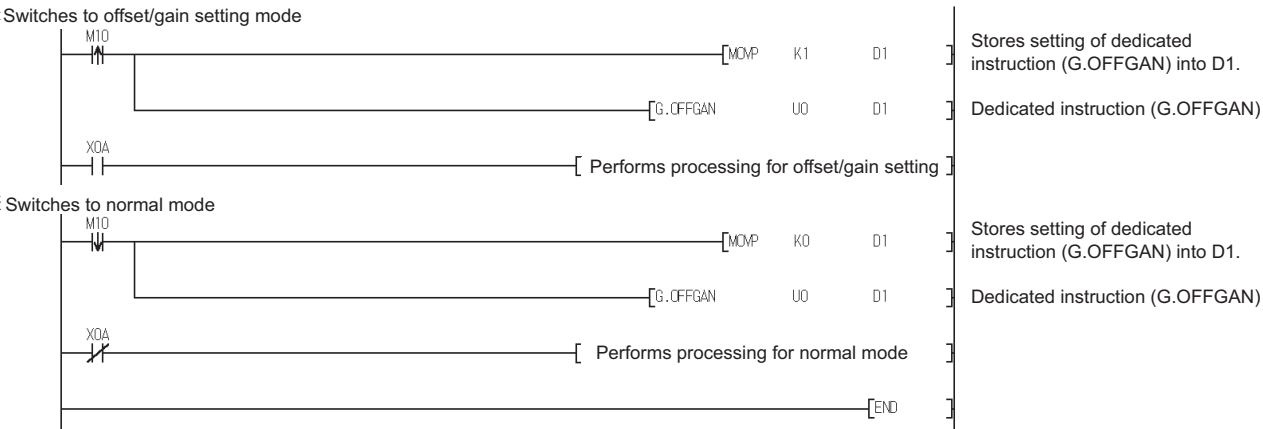 Switches to offset/gain setting mode
M10
MOVP K1 D1
Stores setting of dedicated
instruction (G.OFFGAN) into D1.
G.OFFGAN U0 D1
Dedicated instruction (G.OFFGAN)
X0A
Performs processing for offset/gain setting
Switches to normal mode
M10
MOVP K0 D1
Stores setting of dedicated
instruction (G.OFFGAN) into D1.
G.OFFGAN U0 D1
Dedicated instruction (G.OFFGAN)
X0A
Performs processing for normal mode
END